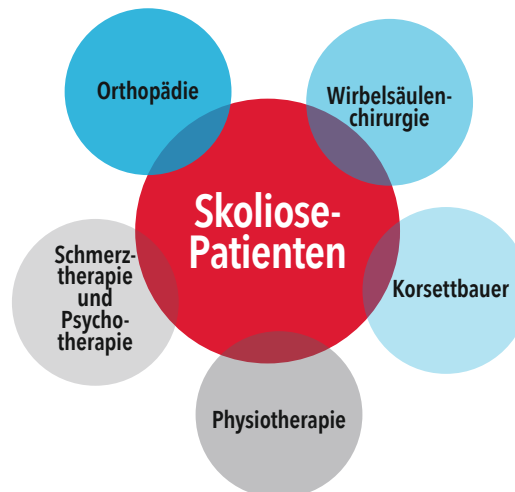 Orthopädie
Wirbelsäulen-
chirurgie
Skoliose-
Patienten
Schmerz-
therapie
und
Psycho-
therapie
Korsettbauer
Physiotherapie